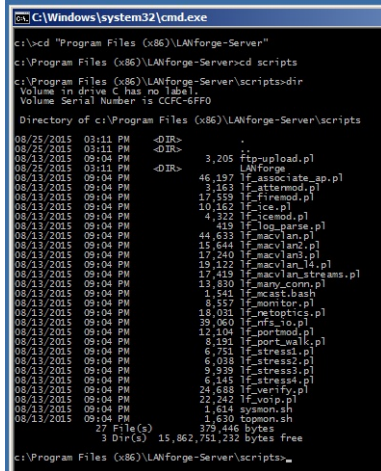 C:\Windows\system32\cmd.exe
c:\>cd "Program Files (x86)\LANforge-Server"
c:\Program Files (x86)\LANforge-Server>cd scripts
c:\Program Files (x86)\LANforge-Server\scripts>dir
Volume in drive C has no label.
Volume Serial Number is CCFC-6FF0
Directory of c:\Program Files (x86)\LANforge-Server\scripts
08/25/2015 03:11 PM <DIR> .
08/25/2015 03:11 PM <DIR> ..
08/13/2015 09:04 PM 3,205 ftp-upload.pl
08/25/2015 03:11 PM <DIR> LANforge
08/13/2015 09:04 PM 46,197 lf_associate_ap.pl
08/13/2015 09:04 PM 3,163 lf_attenmod.pl
08/13/2015 09:04 PM 17,559 lf_firemod.pl
08/13/2015 09:04 PM 10,162 lf_ice.pl
08/13/2015 09:04 PM 4,322 lf_icemod.pl
08/13/2015 09:04 PM 419 lf_log_parse.pl
08/13/2015 09:04 PM 44,633 lf_macvlan.pl
08/13/2015 09:04 PM 15,644 lf_macvlan2.pl
08/13/2015 09:04 PM 17,240 lf_macvlan3.pl
08/13/2015 09:04 PM 19,122 lf_macvlan_l4.pl
08/13/2015 09:04 PM 17,419 lf_macvlan_streams.pl
08/13/2015 09:04 PM 13,830 lf_many_conn.pl
08/13/2015 09:04 PM 1,541 lf_mcast.bash
08/13/2015 09:04 PM 8,557 lf_monitor.pl
08/13/2015 09:04 PM 18,031 lf_netoptics.pl
08/13/2015 09:04 PM 39,060 lf_nfs_io.pl
08/13/2015 09:04 PM 12,104 lf_portmod.pl
08/13/2015 09:04 PM 8,191 lf_port_walk.pl
08/13/2015 09:04 PM 6,751 lf_stress1.pl
08/13/2015 09:04 PM 6,038 lf_stress2.pl
08/13/2015 09:04 PM 9,939 lf_stress3.pl
08/13/2015 09:04 PM 6,145 lf_stress4.pl
08/13/2015 09:04 PM 24,688 lf_verify.pl
08/13/2015 09:04 PM 22,242 lf_voip.pl
08/13/2015 09:04 PM 1,614 sysmon.sh
08/13/2015 09:04 PM 1,630 topmon.sh
27 File(s) 379,446 bytes
3 Dir(s) 15,862,751,232 bytes free
c:\Program Files (x86)\LANforge-Server\scripts>_